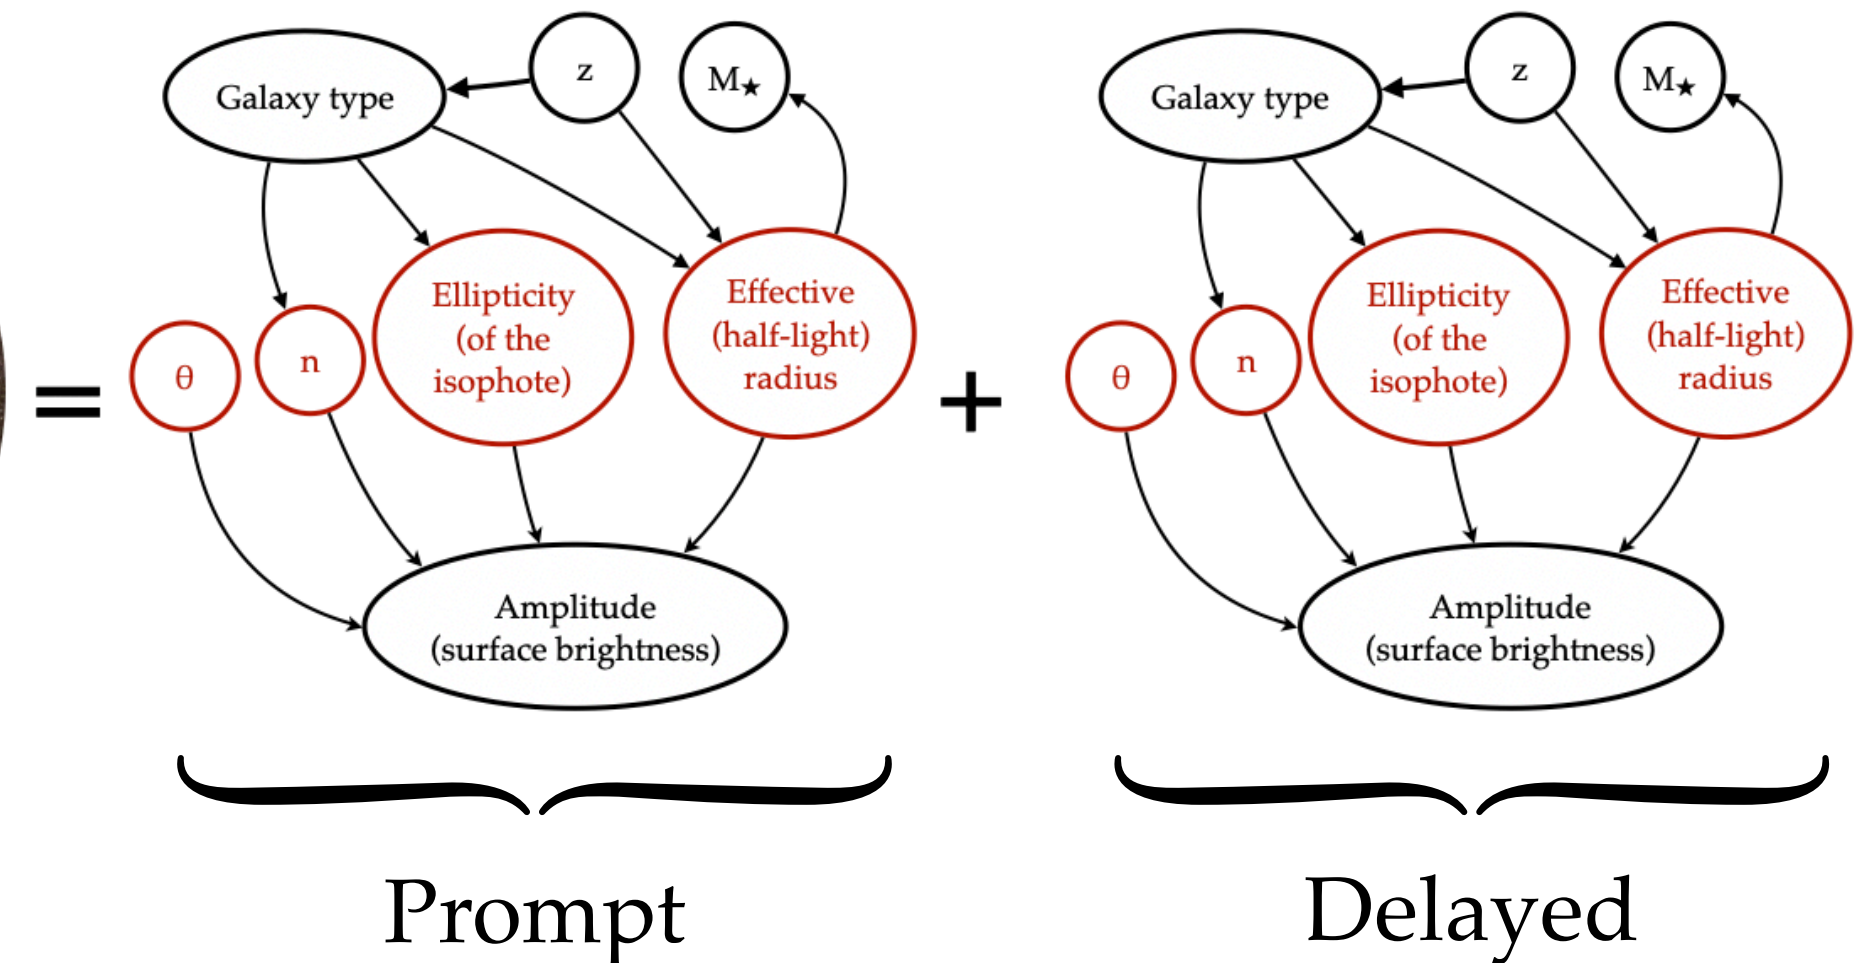 Galaxy type
z
M★
θ
n
Ellipticity
(of the
isophote)
Effective
(half-light)
radius
Amplitude
(surface brightness)
Prompt
=
+
Galaxy type
z
M★
θ
n
Ellipticity
(of the
isophote)
Effective
(half-light)
radius
Amplitude
(surface brightness)
Delayed